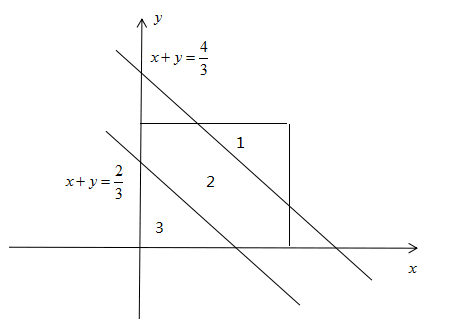 y
x + y = 4/3
1
x + y = 2/3
2
3
x